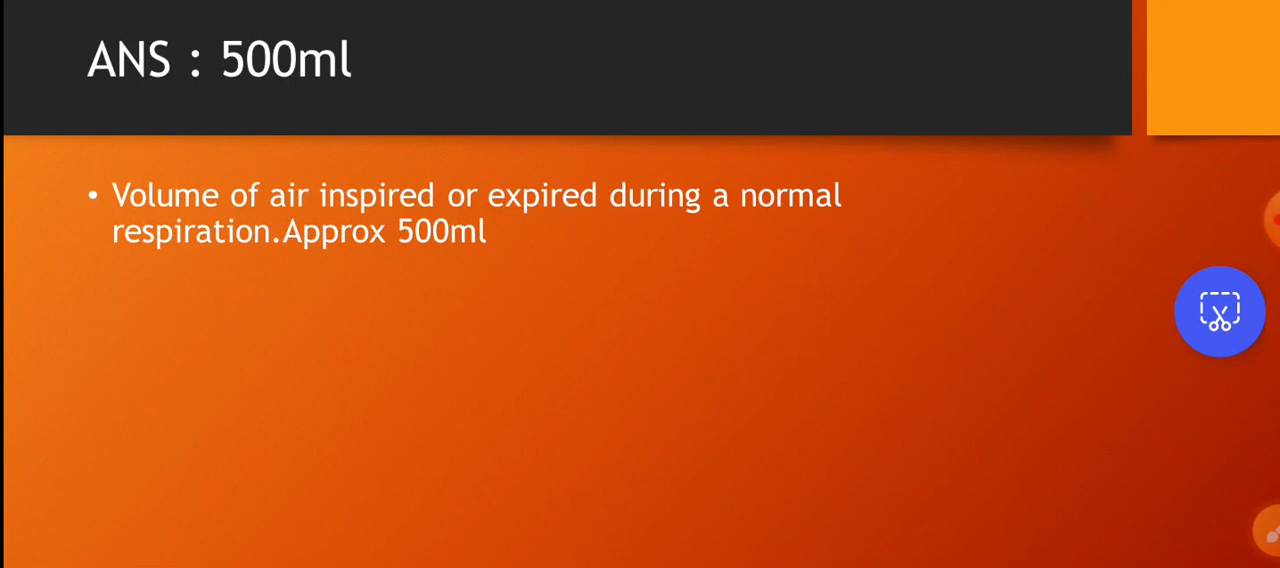 ANS : 500ml
• Volume of air inspired or expired during a normal
respiration.Approx 500ml